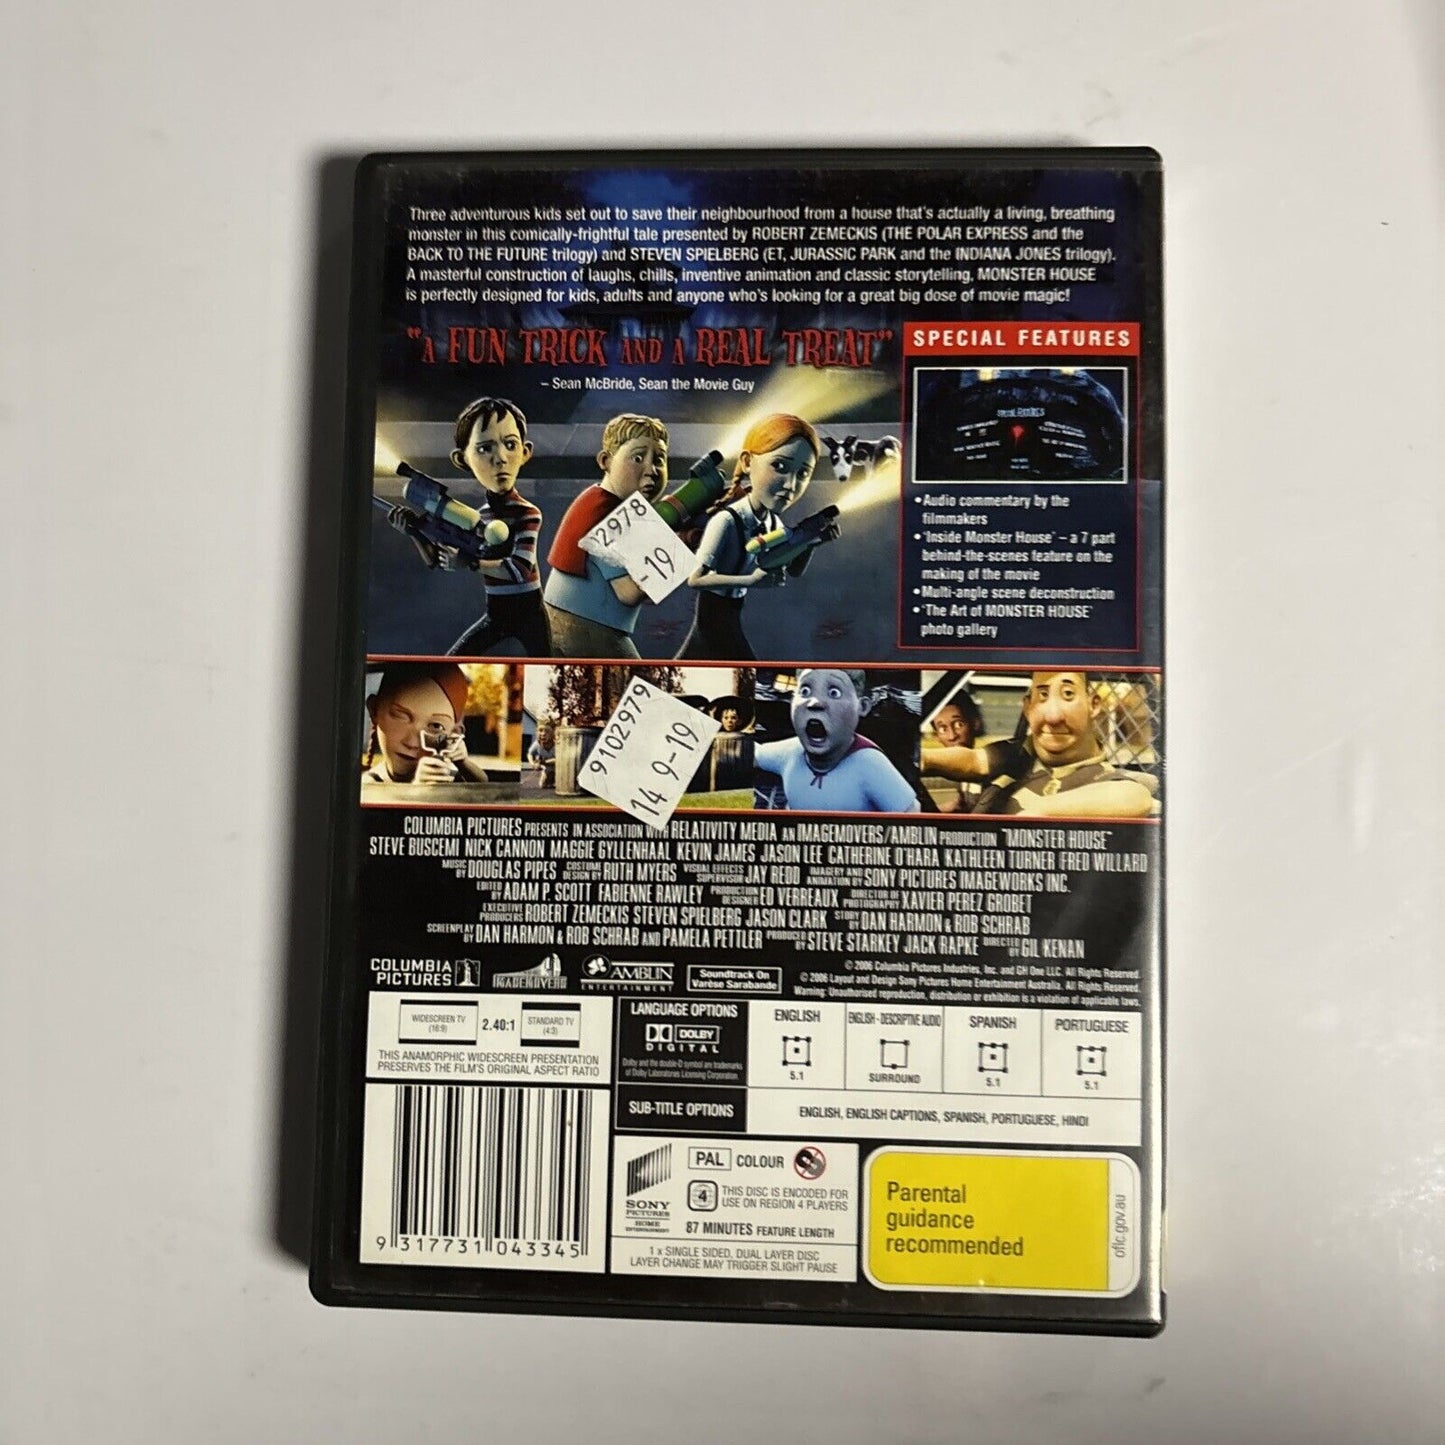 Three adventurous kids set out to save their neighbourhood from a house that's actually a living, breathing
monster in this comically-frightful tale presented by ROBERT ZEMECKIS (THE POLAR EXPRESS and the
BACK TO THE FUTURE trilogy) and STEVEN SPIELBERG (ET, JURASSIC PARK and the INDIANA JONES trilogy).
A masterful construction of laughs, chills, inventive animation and classic storytelling, MONSTER HOUSE
is perfectly designed for kids, adults and anyone who's looking for a great big dose of movie magic!
"A FUN TRICK AND A REAL TREAT"
– Sean McBride, Sean the Movie Guy
SPECIAL FEATURES
SPECIAL FEATURES
•Audio commentary by the
filmmakers
•'Inside Monster House' – a 7 part
behind-the-scenes feature on the
making of the movie
•Multi-angle scene deconstruction
•'The Art of MONSTER HOUSE'
photo gallery
2978
-19
9102979
14 9-19
COLUMBIA PICTURES PRESENTS IN ASSOCIATION WITH RELATIVITY MEDIA AN IMAGEMOVERS/AMBLIN PRODUCTION "MONSTER HOUSE"
STEVE BUSCEMI NICK CANNON MAGGIE GYLLENHAAL KEVIN JAMES JASON LEE CATHERINE O'HARA KATHLEEN TURNER FRED WILLARD
MUSIC BY DOUGLAS PIPES COSTUME DESIGN BY RUTH MYERS VISUAL EFFECTS SUPERVISOR JAY REDD IMAGERY AND ANIMATION BY SONY PICTURES IMAGEWORKS INC.
EDITED BY ADAM P. SCOTT FABIENNE RAWLEY PRODUCTION DESIGNER ED VERREAUX DIRECTOR OF PHOTOGRAPHY XAVIER PEREZ GROBET
EXECUTIVE PRODUCERS ROBERT ZEMECKIS STEVEN SPIELBERG JASON CLARK STORY BY DAN HARMON & ROB SCHRAB
SCREENPLAY BY DAN HARMON & ROB SCHRAB AND PAMELA PETTLER PRODUCED BY STEVE STARKEY JACK RAPKE DIRECTED BY GIL KENAN
COLUMBIA
PICTURES
IMAGEMOVERS
AMBLIN
ENTERTAINMENT
Soundtrack On
Varèse Sarabande
© 2006 Columbia Pictures Industries, Inc. and GH One LLC. All Rights Reserved.
© 2006 Layout and Design Sony Pictures Home Entertainment Australia. All Rights Reserved.
Warning: Unauthorised reproduction, distribution or exhibition is a violation of applicable laws.
WIDESCREEN TV
(16:9)
2.40:1
STANDARD TV
(4:3)
THIS ANAMORPHIC WIDESCREEN PRESENTATION
PRESERVES THE FILM'S ORIGINAL ASPECT RATIO
LANGUAGE OPTIONS
DOLBY
DIGITAL
Dolby and the double-D symbol are trademarks
of Dolby Laboratories Licensing Corporation.
ENGLISH
5.1
ENGLISH - DESCRIPTIVE AUDIO
SURROUND
SPANISH
5.1
PORTUGUESE
5.1
SUB-TITLE OPTIONS
ENGLISH, ENGLISH CAPTIONS, SPANISH, PORTUGUESE, HINDI
9 317731 043345
SONY
PICTURES
HOME
ENTERTAINMENT
PAL COLOUR
4
THIS DISC IS ENCODED FOR
USE ON REGION 4 PLAYERS
87 MINUTES FEATURE LENGTH
1 x SINGLE SIDED, DUAL LAYER DISC
LAYER CHANGE MAY TRIGGER SLIGHT PAUSE
Parental
guidance
recommended
oflc.gov.au